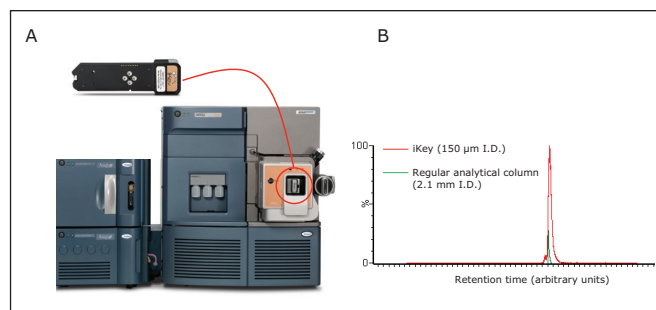 A
B
100
%
0
iKey (150 µm I.D.)
Regular analytical column
(2.1 mm I.D.)
Retention time (arbitrary units)